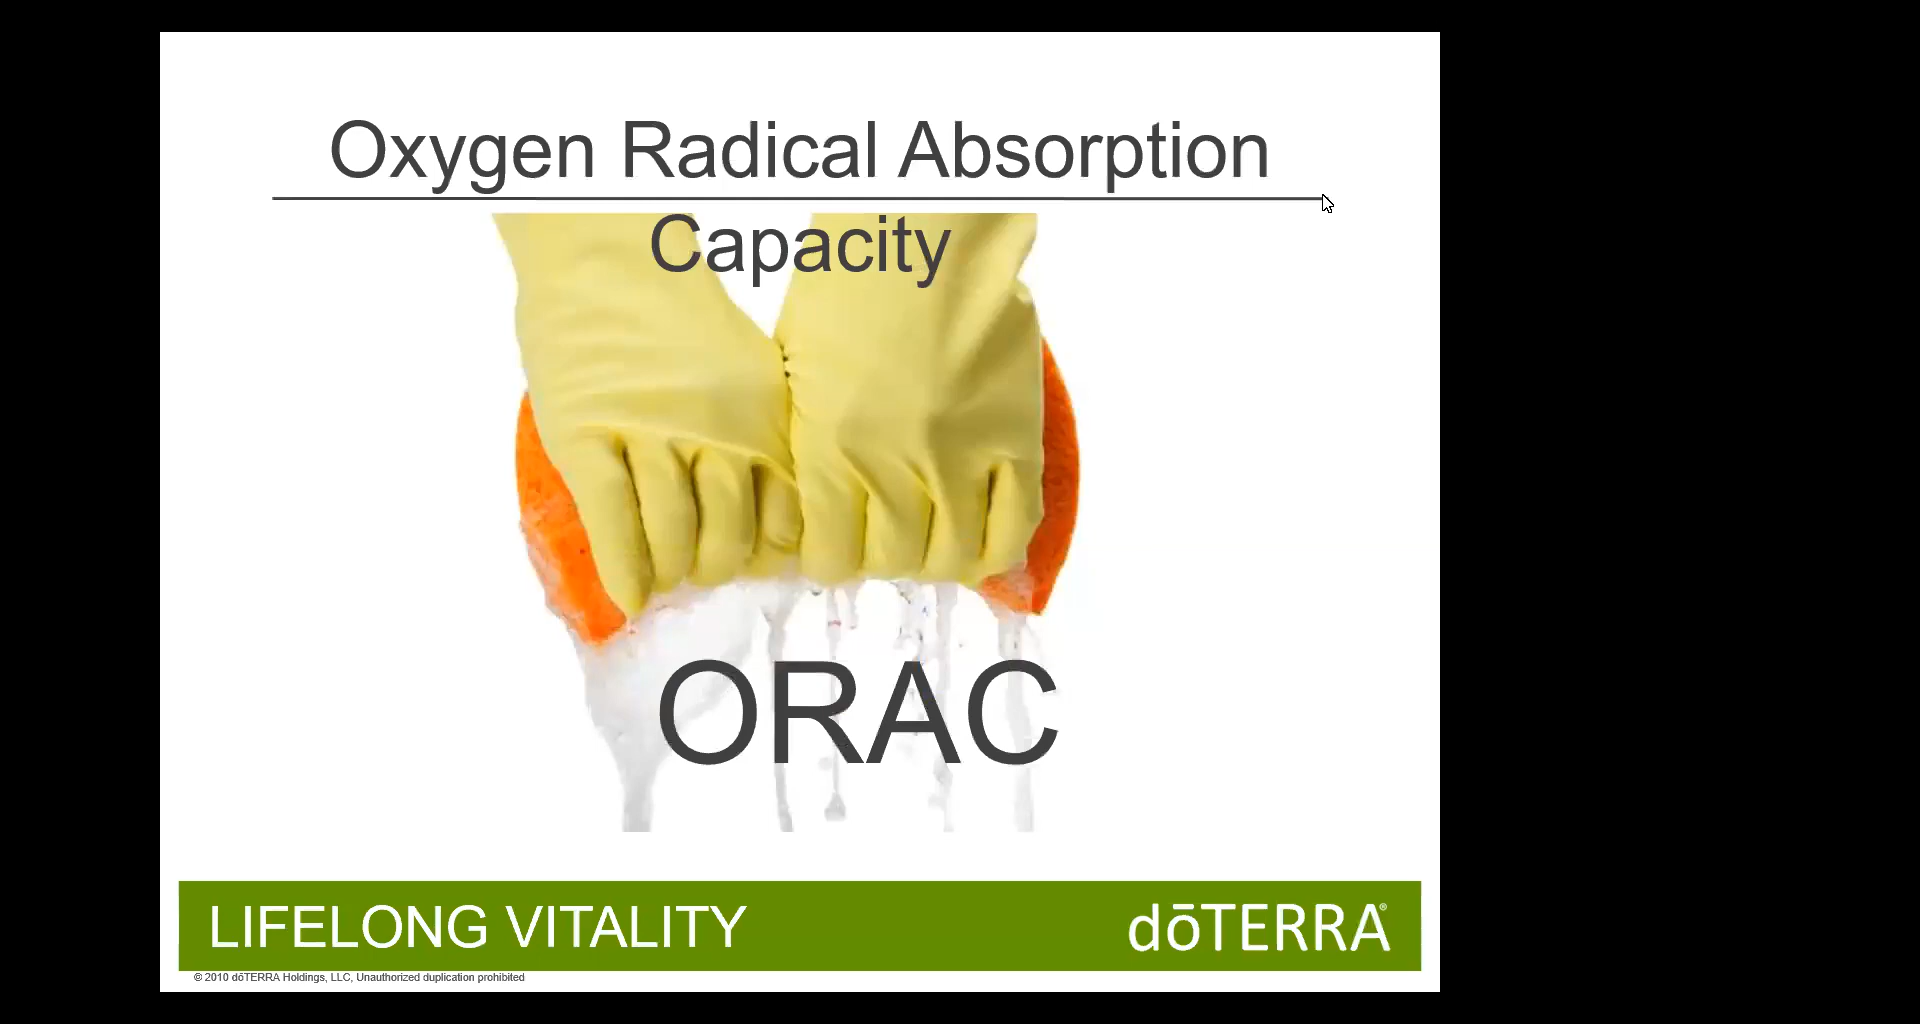 Oxygen Radical Absorption
Capacity
ORAC
LIFELONG VITALITY
dōTERRA®
© 2010 dōTERRA Holdings, LLC, Unauthorized duplication prohibited